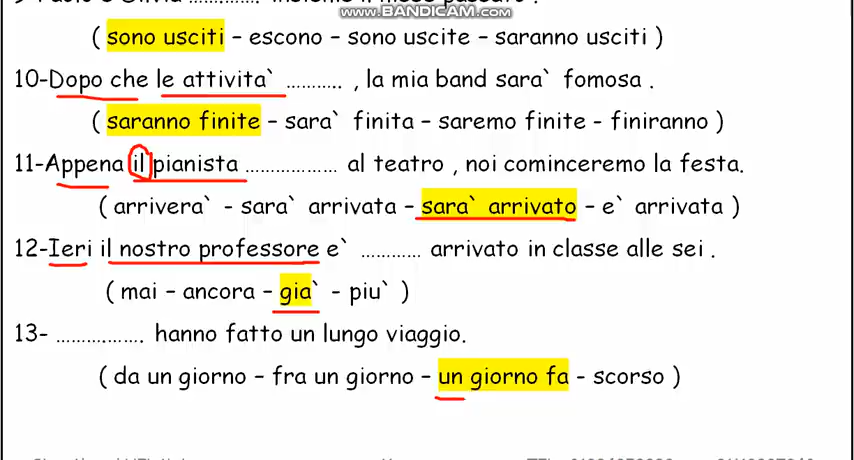 WWW.BANDICAM.COM
( sono usciti – escono – sono uscite – saranno usciti )
10-Dopo che le attivita` ……….. , la mia band sara` fomosa .
( saranno finite – sara` finita – saremo finite - finiranno )
11-Appena il pianista ……………… al teatro , noi cominceremo la festa.
( arrivera` - sara` arrivata – sara` arrivato – e` arrivata )
12-Ieri il nostro professore e` ………… arrivato in classe alle sei .
( mai – ancora – gia` - piu` )
13- …………….. hanno fatto un lungo viaggio.
( da un giorno – fra un giorno – un giorno fa - scorso )